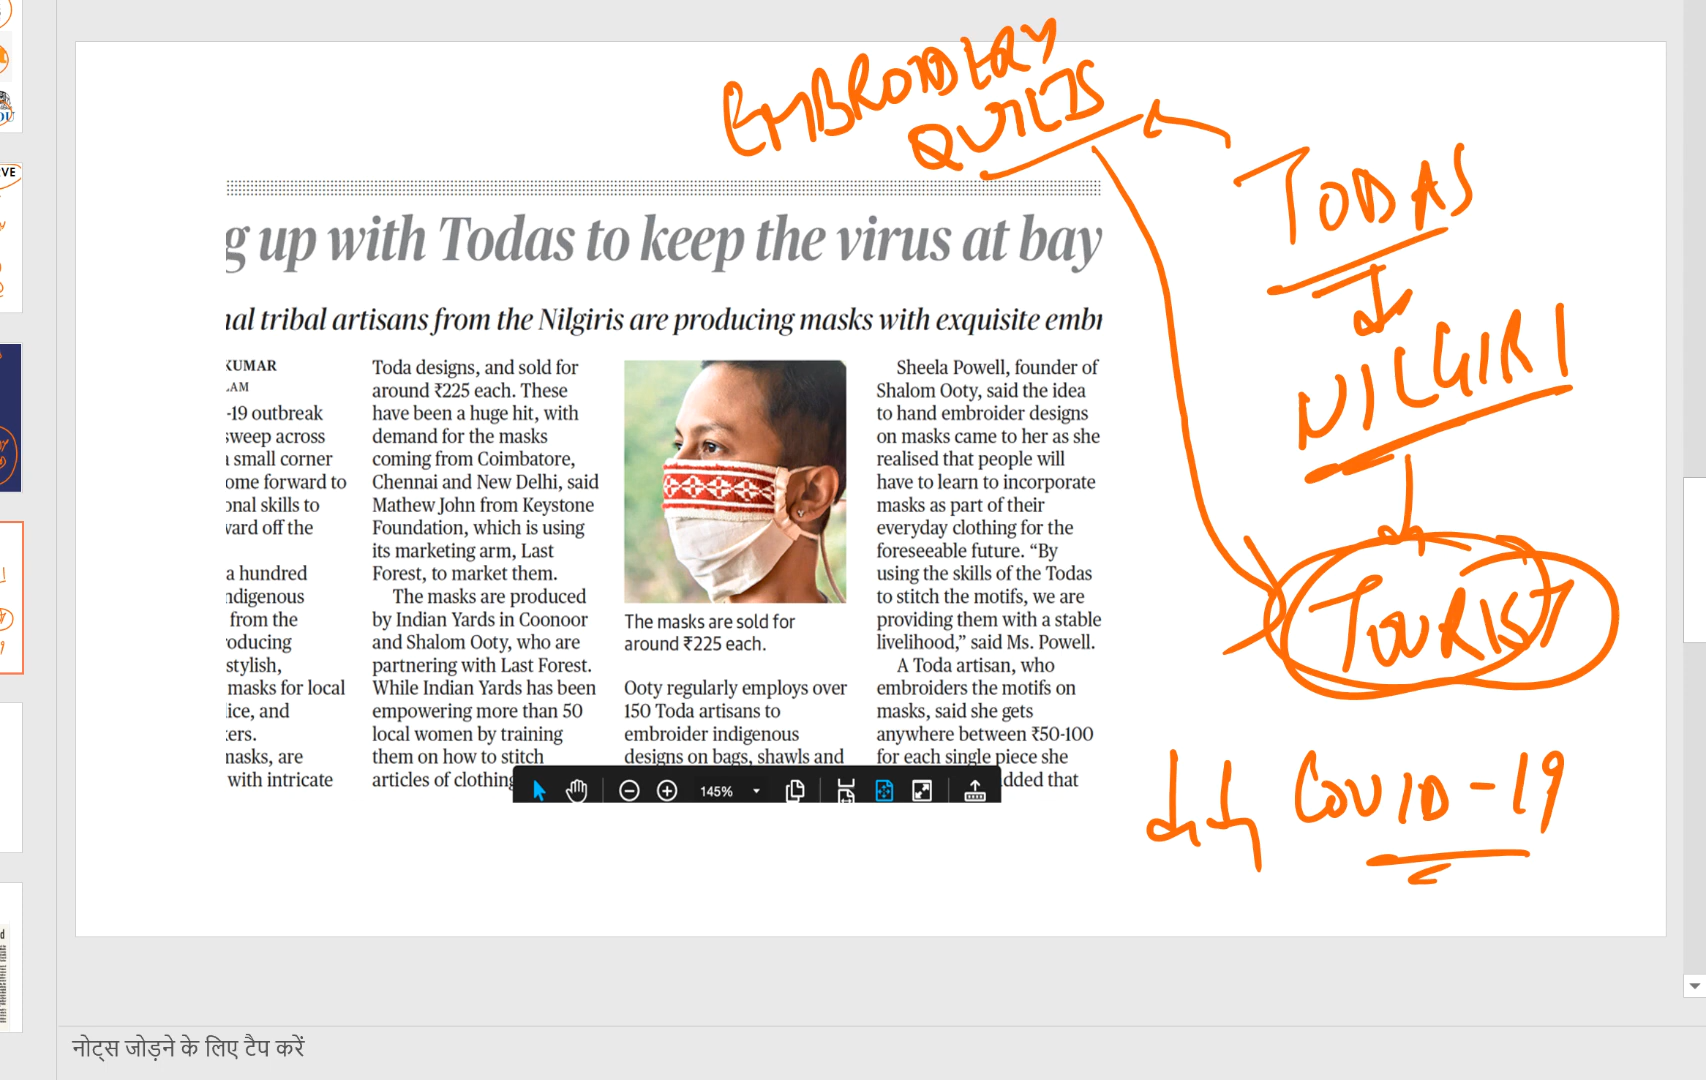 EMBROIDERY
QUILTS
TODAS
NILGIRI
TOURIST
COVID-19
g up with Todas to keep the virus at bay
tribal artisans from the Nilgiris are producing masks with exquisite
KUMAR
-19 outbreak
sweep across
small corner
forward to
skills to
off the
a hundred
from the
stylish,
masks for local
and
with intricate
Toda designs, and sold for
around ₹225 each. These
have been a huge hit, with
demand for the masks
coming from Coimbatore,
Chennai and New Delhi, said
Mathew John from Keystone
Foundation, which is using
its marketing arm, Last
Forest, to market them.
The masks are produced
by Indian Yards in Coonoor
and Shalom Ooty, who are
partnering with Last Forest.
While Indian Yards has been
empowering more than 50
local women by training
them on how to stitch
articles of clothing
The masks are sold for
around ₹225 each.
Ooty regularly employs over
150 Toda artisans to
embroider indigenous
designs on bags, shawls and
Sheela Powell, founder of
Shalom Ooty, said the idea
to hand embroider designs
on masks came to her as she
realised that people will
have to learn to incorporate
masks as part of their
everyday clothing for the
foreseeable future. “By
using the skills of the Todas
to stitch the motifs, we are
providing them with a stable
livelihood,” said Ms. Powell.
A Toda artisan, who
embroiders the motifs on
masks, said she gets
anywhere between ₹50-100
for each single piece she
that
145%
नोट्स जोड़ने के लिए टैप करें